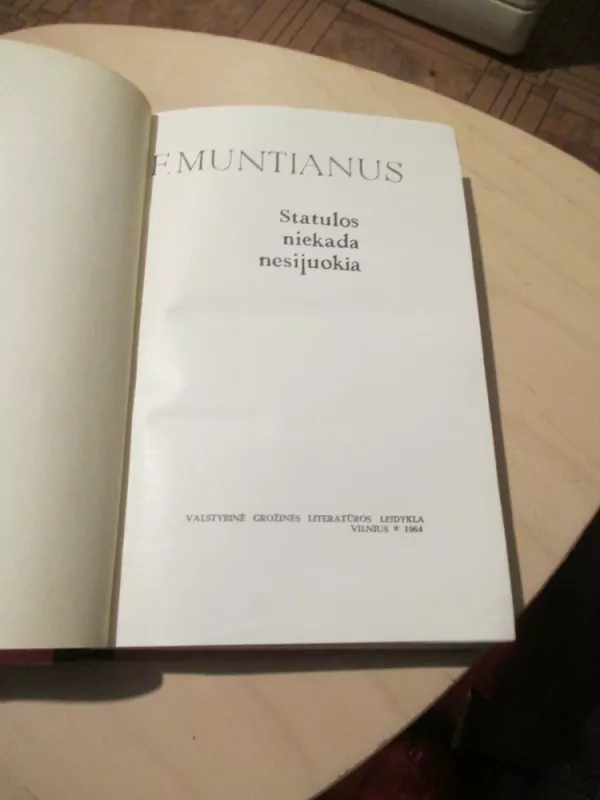 F. MUNTIANUS
Statulos
niekada
nesijuokia
VALSTYBINĖ GROŽINĖS LITERATŪROS LEIDYKLA
VILNIUS * 1964